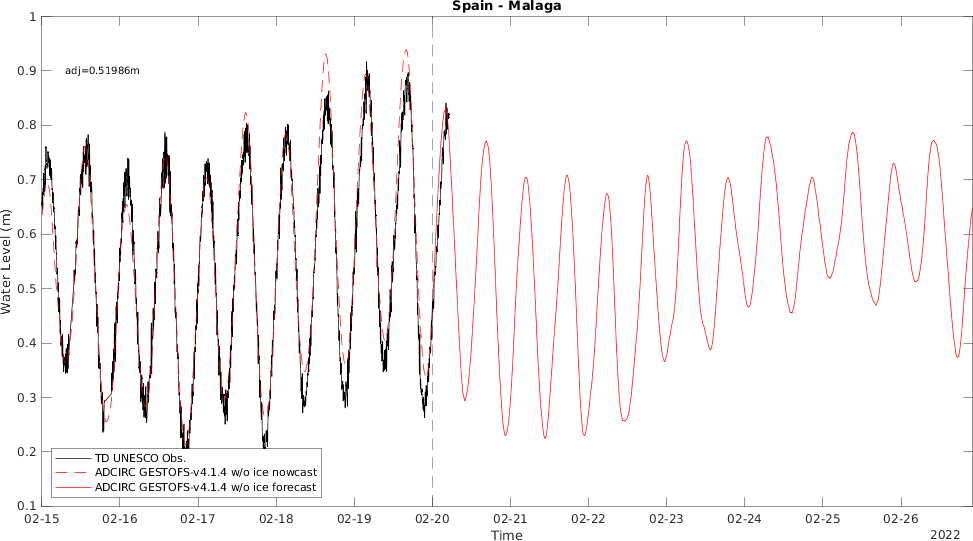 Spain - Malaga
1
0.9
0.8
0.7
0.6
0.5
0.4
0.3
0.2
0.1
Water Level (m)
adj=0.51986m
TD UNESCO Obs.
ADCIRC GESTOFS-v4.1.4 w/o ice nowcast
ADCIRC GESTOFS-v4.1.4 w/o ice forecast
02-15 02-16 02-17 02-18 02-19 02-20 02-21 02-22 02-23 02-24 02-25 02-26
Time
2022